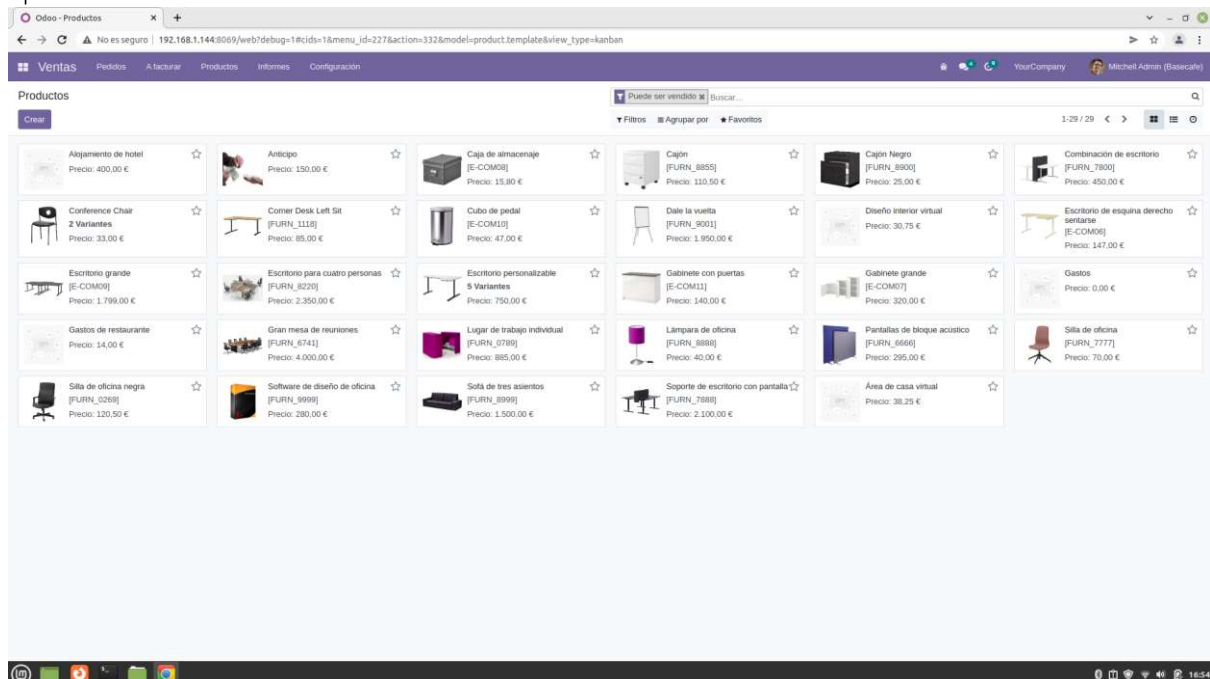 Odoo - Productos
No es seguro | 192.168.1.144:8069/web?debug=1#cids=1&menu_id=227&action=332&model=product.template&view_type=kanban
Ventas Pedidos A facturar Productos Informes Configuración YourCompany Mitchell Admin (Basecafe)
Productos
Puede ser vendido Buscar...
Crear
Filtros Agrupar por Favoritos
1-29 / 29
Alojamiento de hotel
Precio: 400,00 €
Anticipo
Precio: 150,00 €
Caja de almacenaje
[E-COM08]
Precio: 15,80 €
Cajón
[FURN_8855]
Precio: 110,50 €
Cajón Negro
[FURN_8900]
Precio: 25,00 €
Combinación de escritorio
[FURN_7800]
Precio: 450,00 €
Conference Chair
2 Variantes
Precio: 33,00 €
Corner Desk Left Sit
[FURN_1118]
Precio: 85,00 €
Cubo de pedal
[E-COM10]
Precio: 47,00 €
Dale la vuelta
[FURN_9001]
Precio: 1.950,00 €
Diseño interior virtual
Precio: 30,75 €
Escritorio de esquina derecho
sentarse
[E-COM06]
Precio: 147,00 €
Escritorio grande
[E-COM09]
Precio: 1.799,00 €
Escritorio para cuatro personas
[FURN_8220]
Precio: 2.350,00 €
Escritorio personalizable
5 Variantes
Precio: 750,00 €
Gabinete con puertas
[E-COM11]
Precio: 140,00 €
Gabinete grande
[E-COM07]
Precio: 320,00 €
Gastos
Precio: 0,00 €
Gastos de restaurante
Precio: 14,00 €
Gran mesa de reuniones
[FURN_6741]
Precio: 4.000,00 €
Lugar de trabajo individual
[FURN_0789]
Precio: 885,00 €
Lámpara de oficina
[FURN_8888]
Precio: 40,00 €
Pantallas de bloque acústico
[FURN_6666]
Precio: 295,00 €
Silla de oficina
[FURN_7777]
Precio: 70,00 €
Silla de oficina negra
[FURN_0269]
Precio: 120,50 €
Software de diseño de oficina
[FURN_9999]
Precio: 280,00 €
Sofá de tres asientos
[FURN_8999]
Precio: 1.500,00 €
Soporte de escritorio con pantalla
[FURN_7888]
Precio: 2.100,00 €
Área de casa virtual
Precio: 38,25 €
16:54